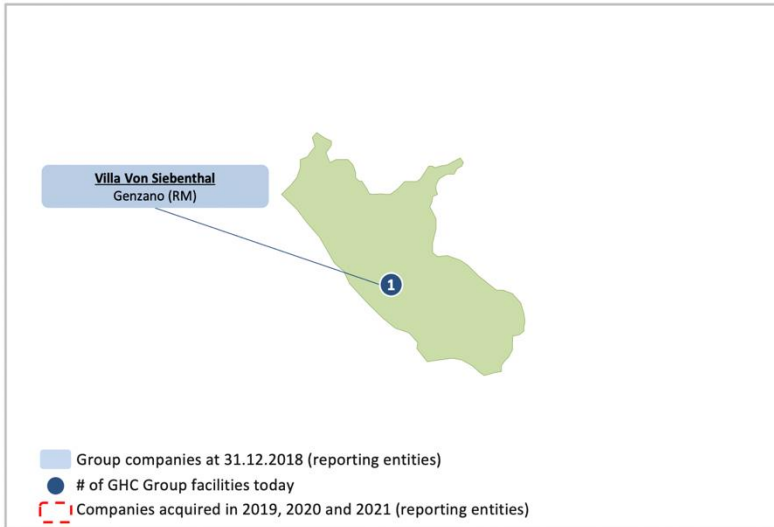 Villa Von Siebenthal
Genzano (RM)
1
Group companies at 31.12.2018 (reporting entities)
# of GHC Group facilities today
Companies acquired in 2019, 2020 and 2021 (reporting entities)